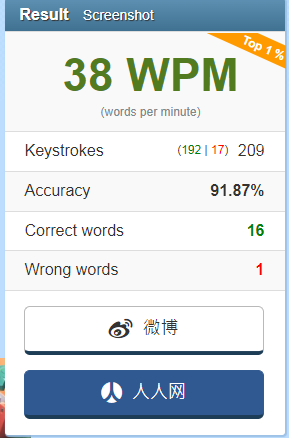 Result Screenshot
Top 1 %
38 WPM
(words per minute)
Keystrokes (192 | 17) 209
Accuracy 91.87%
Correct words 16
Wrong words 1
微博
人人网